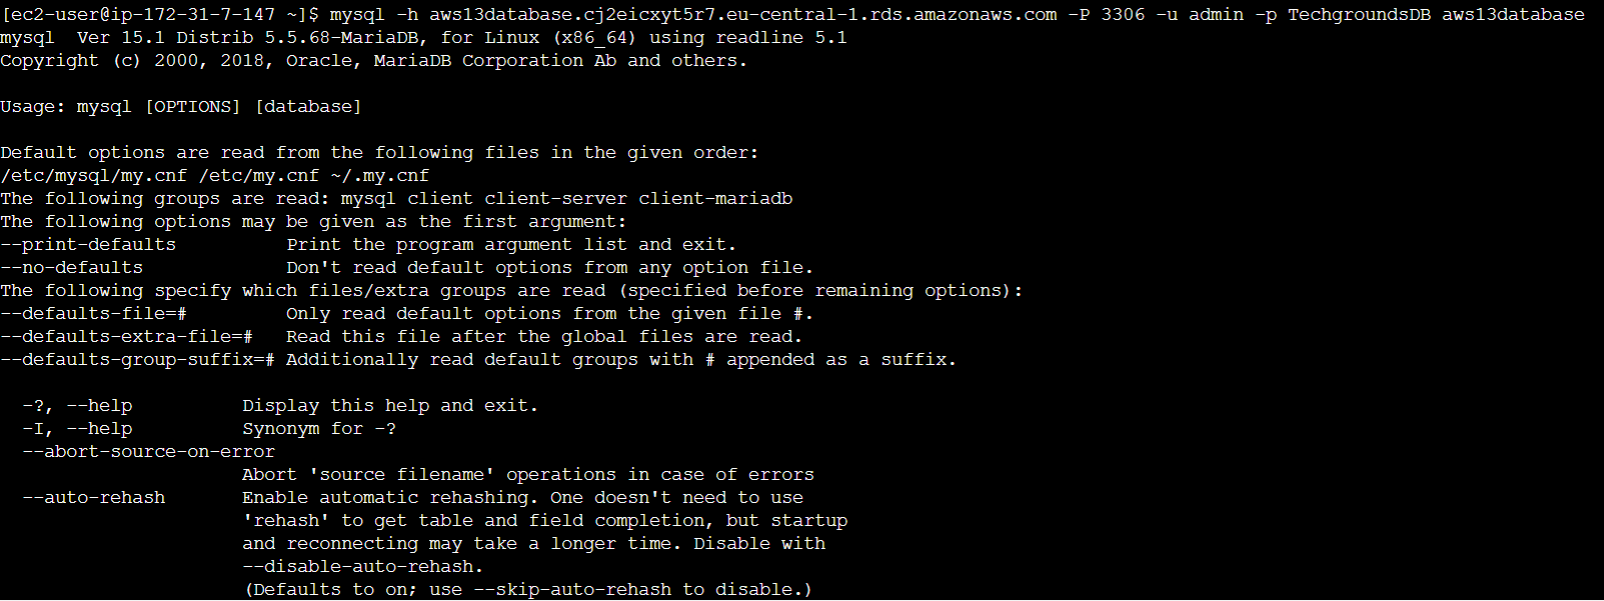 [ec2-user@ip-172-31-7-147 ~]$ mysql -h aws13database.cj2eicxyt5r7.eu-central-1.rds.amazonaws.com -P 3306 -u admin -p TechgroundsDB aws13database
mysql  Ver 15.1 Distrib 5.5.68-MariaDB, for Linux (x86_64) using readline 5.1
Copyright (c) 2000, 2018, Oracle, MariaDB Corporation Ab and others.

Usage: mysql [OPTIONS] [database]

Default options are read from the following files in the given order:
/etc/mysql/my.cnf /etc/my.cnf ~/.my.cnf
The following groups are read: mysql client client-server client-mariadb
The following options may be given as the first argument:
--print-defaults          Print the program argument list and exit.
--no-defaults             Don't read default options from any option file.
The following specify which files/extra groups are read (specified before remaining options):
--defaults-file=#         Only read default options from the given file #.
--defaults-extra-file=#   Read this file after the global files are read.
--defaults-group-suffix=# Additionally read default groups with # appended as a suffix.

  -?, --help          Display this help and exit.
  -I, --help          Synonym for -?
  --abort-source-on-error
                      Abort 'source filename' operations in case of errors
  --auto-rehash       Enable automatic rehashing. One doesn't need to use
                      'rehash' to get table and field completion, but startup
                      and reconnecting may take a longer time. Disable with
                      --disable-auto-rehash.
                      (Defaults to on; use --skip-auto-rehash to disable.)